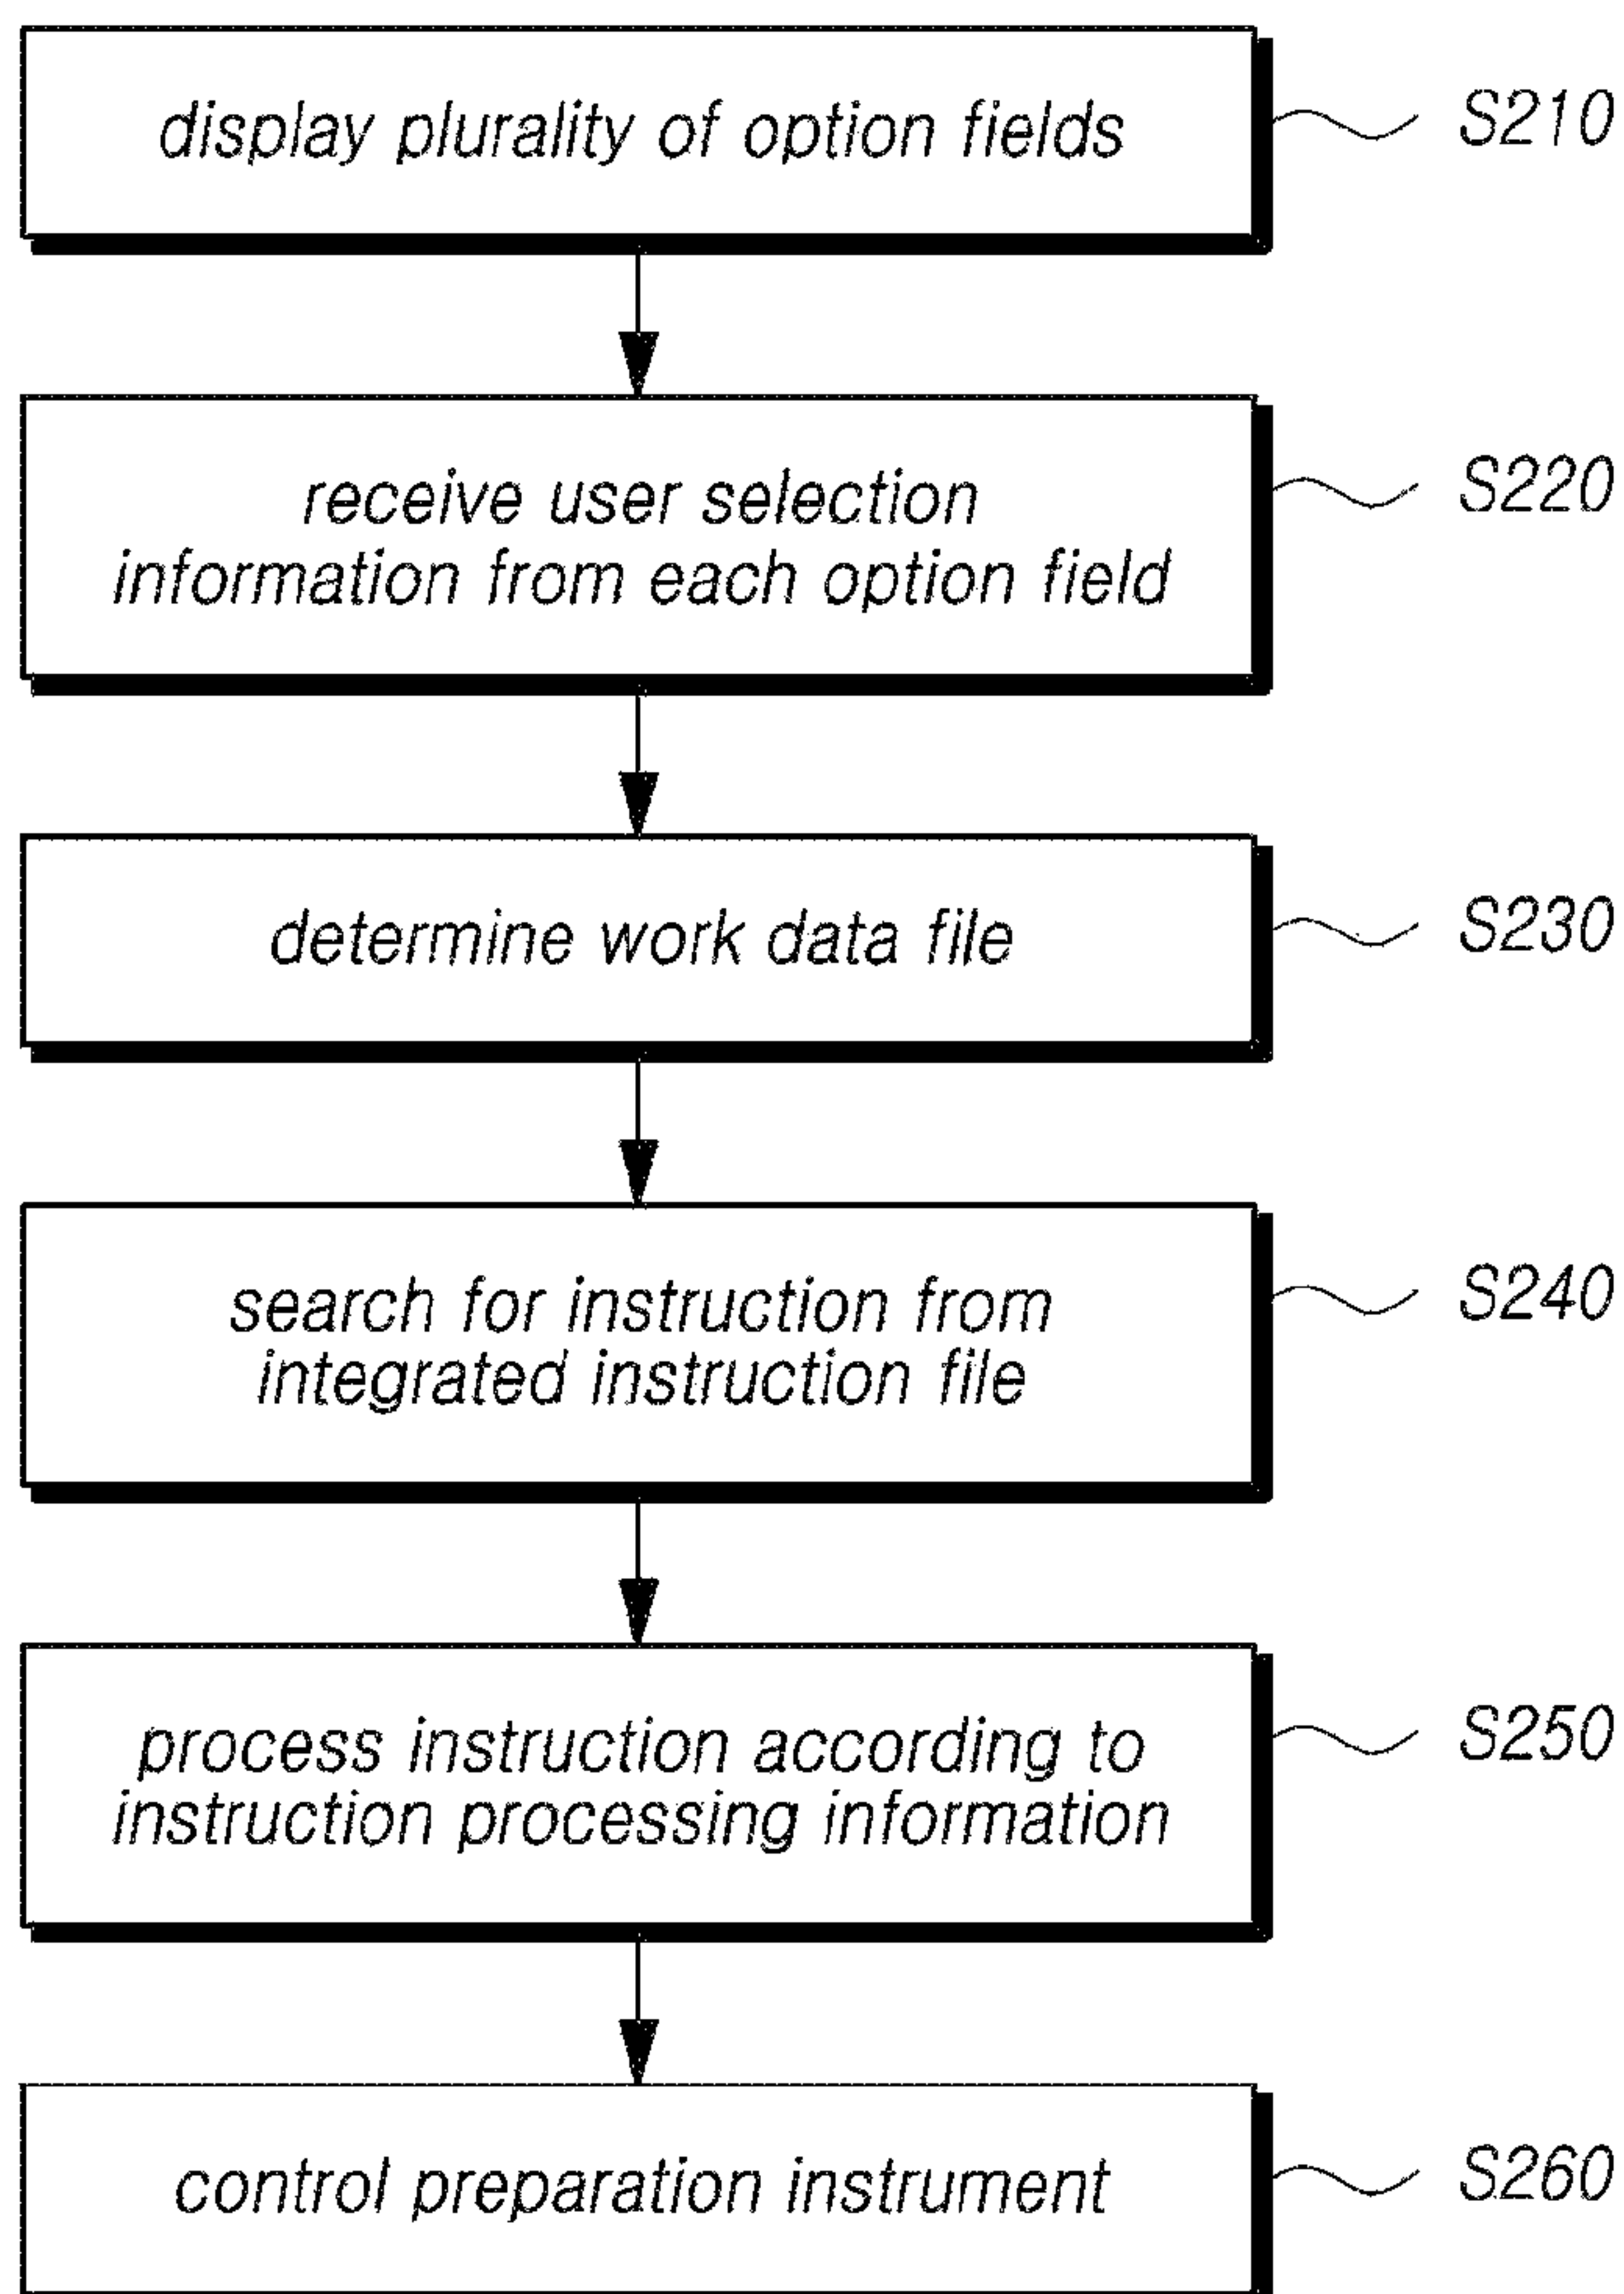 display plurality of option fields
S210
receive user selection
information from each option field
S220
determine work data file
S230
search for instruction from
integrated instruction file
S240
process instruction according to
instruction processing information
S250
control preparation instrument
S260